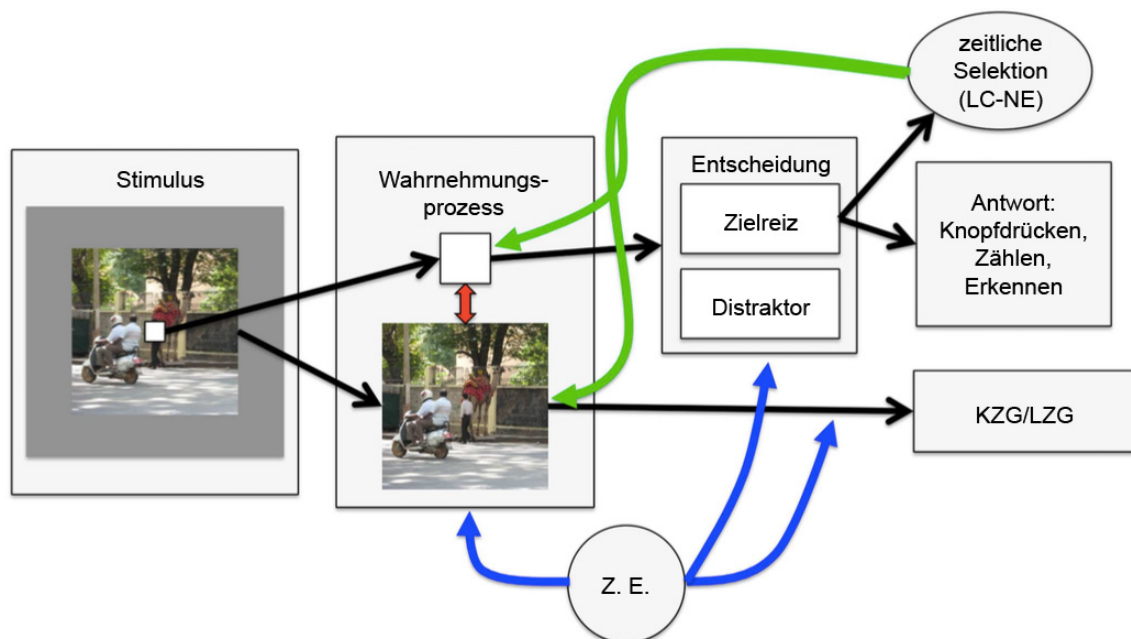 zeitliche
Selektion
(LC-NE)
Stimulus
Wahrnehmungs-
prozess
Entscheidung
Zielreiz
Distraktor
Antwort:
Knopfdrücken,
Zählen,
Erkennen
KZG/LZG
Z. E.